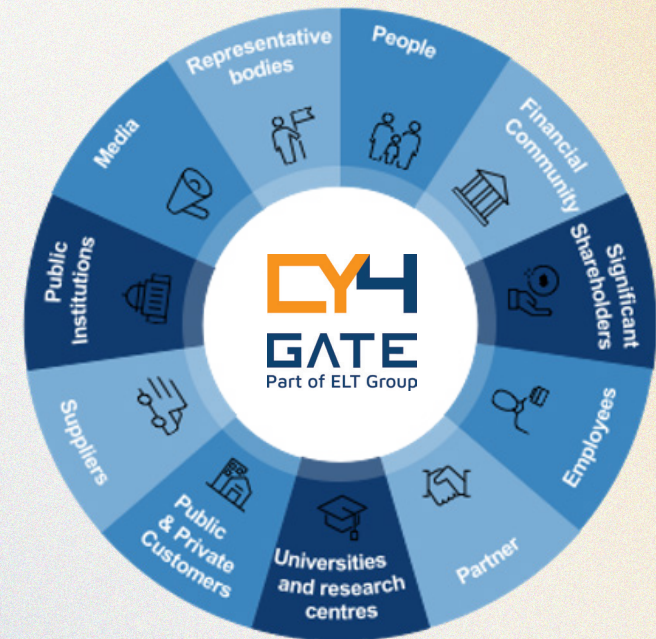 Representative
bodies
People
Financial
Community
Significant
Shareholders
Employees
Partner
Universities
and research
centres
Public
& Private
Customers
Suppliers
Public
Institutions
Media
CY4
GATE
Part of ELT Group